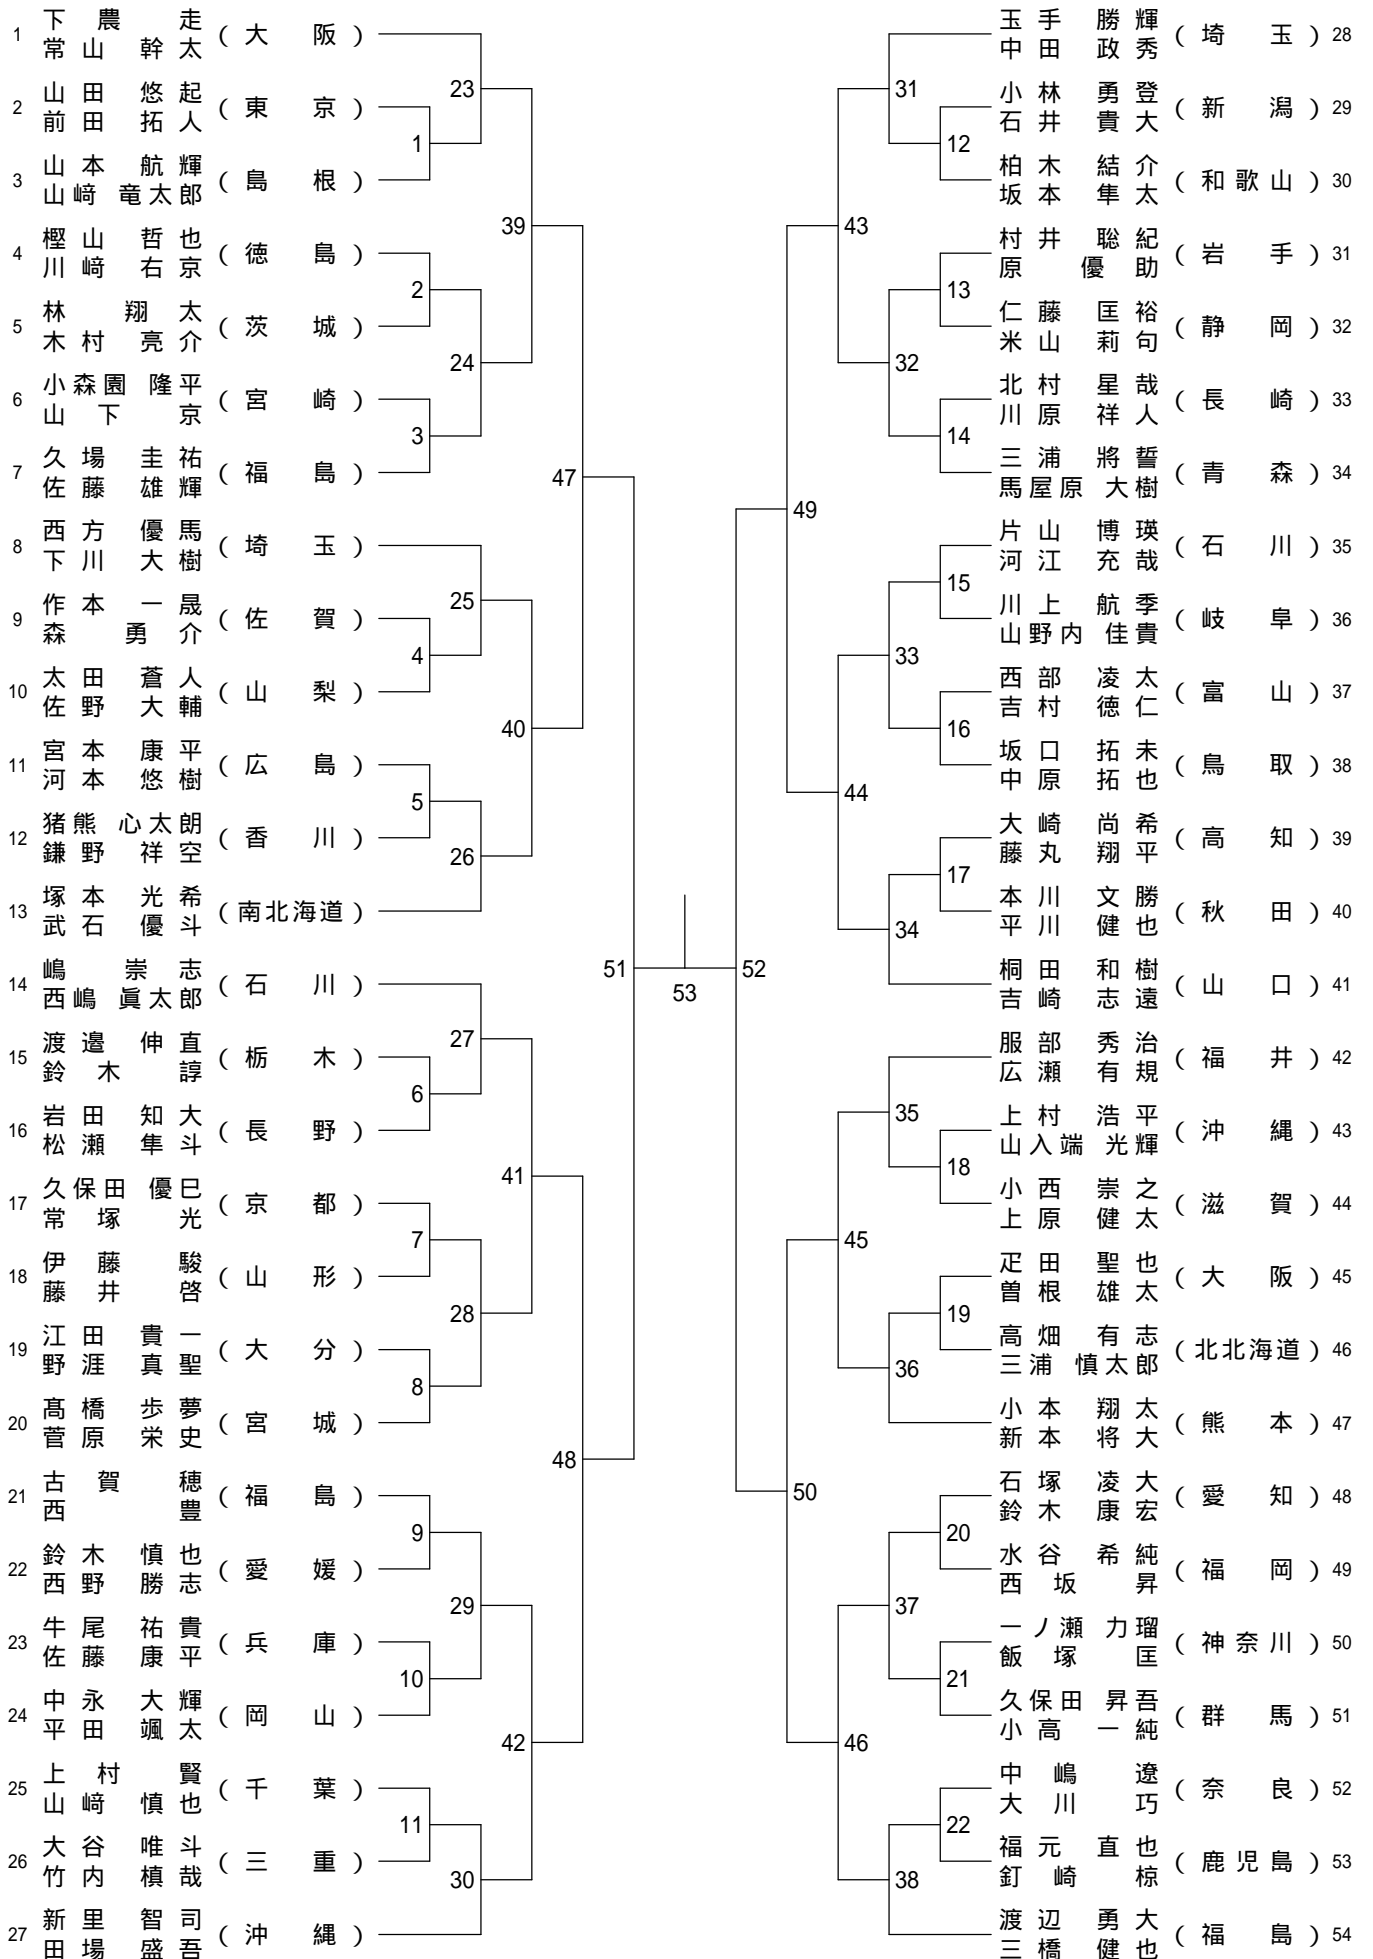 1 下農 走 常山 幹太 (大阪)
2 山田 悠起 前田 拓人 (東京)
3 山本 航輝 山﨑 竜太郎 (島根)
4 樫山 哲也 川﨑 右京 (徳島)
5 林 翔太 木村 亮介 (茨城)
6 小森園 隆平 山下 京 (宮崎)
7 久場 圭祐 佐藤 雄輝 (福島)
8 西方 優馬 下川 大樹 (埼玉)
9 作本 一晟 森 勇介 (佐賀)
10 太田 蒼人 佐野 大輔 (山梨)
11 宮本 康平 河本 悠樹 (広島)
12 猪熊 心太朗 鎌野 祥空 (香川)
13 塚本 光希 武石 優斗 (南北海道)
14 嶋 崇志 西嶋 眞太郎 (石川)
15 渡邉 伸直 鈴木 諄 (栃木)
16 岩田 知大 松瀬 隼斗 (長野)
17 久保田 優巳 常塚 光 (京都)
18 伊藤 駿 藤井 啓 (山形)
19 江田 貴一 野涯 真聖 (大分)
20 髙橋 歩夢 菅原 栄史 (宮城)
21 古賀 穂 西 豊 (福島)
22 鈴木 慎也 西野 勝志 (愛媛)
23 牛尾 祐貴 佐藤 康平 (兵庫)
24 中永 大輝 平田 颯太 (岡山)
25 上村 賢 山﨑 慎也 (千葉)
26 大谷 唯斗 竹内 槙哉 (三重)
27 新里 智司 田場 盛吾 (沖縄)
23
1
39
2
24
3
47
25
4
40
5
26
51
27
6
41
7
28
8
48
9
29
10
42
11
30
53
52
31
12
43
13
32
14
49
15
33
16
44
17
34
35
18
45
19
36
50
20
37
21
46
22
38
玉手 勝輝 中田 政秀 (埼玉) 28
小林 勇登 石井 貴大 (新潟) 29
柏木 結介 坂本 隼太 (和歌山) 30
村井 聡紀 原 優助 (岩手) 31
仁藤 匡裕 米山 莉句 (静岡) 32
北村 星哉 川原 祥人 (長崎) 33
三浦 將誓 馬屋原 大樹 (青森) 34
片山 博瑛 河江 充哉 (石川) 35
川上 航季 山野内 佳貴 (岐阜) 36
西部 凌太 吉村 徳仁 (富山) 37
坂口 拓未 中原 拓也 (鳥取) 38
大崎 尚希 藤丸 翔平 (高知) 39
本川 文勝 平川 健也 (秋田) 40
桐田 和樹 吉崎 志遠 (山口) 41
服部 秀治 広瀬 有規 (福井) 42
上村 浩平 山入端 光輝 (沖縄) 43
小西 崇之 上原 健太 (滋賀) 44
疋田 聖也 曽根 雄太 (大阪) 45
高畑 有志 三浦 慎太郎 (北北海道) 46
小本 翔太 新本 将大 (熊本) 47
石塚 凌大 鈴木 康宏 (愛知) 48
水谷 希純 西坂 昇 (福岡) 49
一ノ瀬 力瑠 飯塚 匡 (神奈川) 50
久保田 昇吾 小高 一純 (群馬) 51
中嶋 遼 大川 巧 (奈良) 52
福元 直也 釘崎 椋 (鹿児島) 53
渡辺 勇大 三橋 健也 (福島) 54